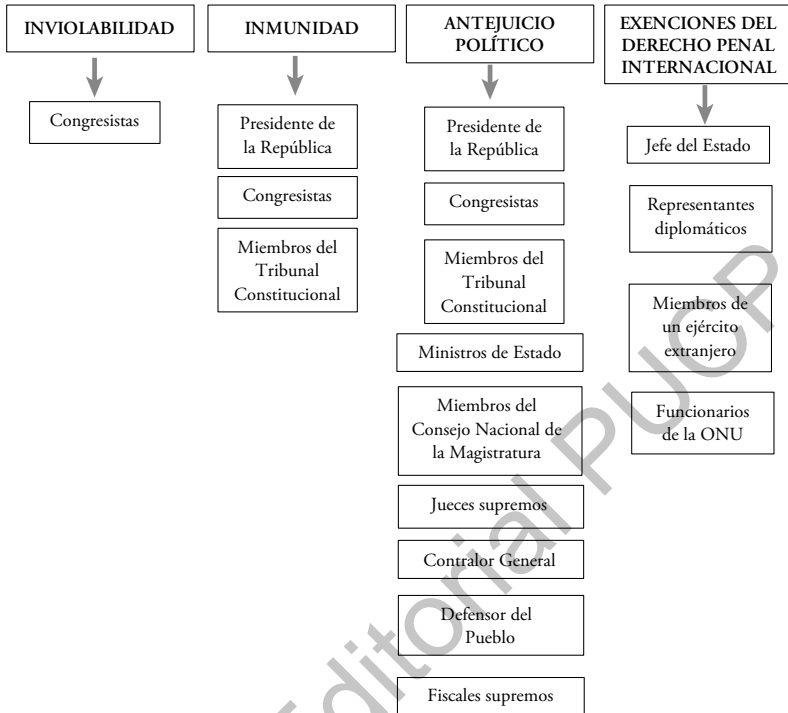 INVIOLABILIDAD
Congresistas
INMUNIDAD
Presidente de
la República
Congresistas
Miembros del
Tribunal
Constitucional
ANTEJUICIO
POLÍTICO
Presidente de
la República
Congresistas
Miembros del
Tribunal
Constitucional
Ministros de Estado
Miembros del
Consejo Nacional de
la Magistratura
Jueces supremos
Contralor General
Defensor del
Pueblo
Fiscales supremos
EXENCIONES DEL
DERECHO PENAL
INTERNACIONAL
Jefe del Estado
Representantes
diplomáticos
Miembros de
un ejército
extranjero
Funcionarios
de la ONU
Editorial PUCP